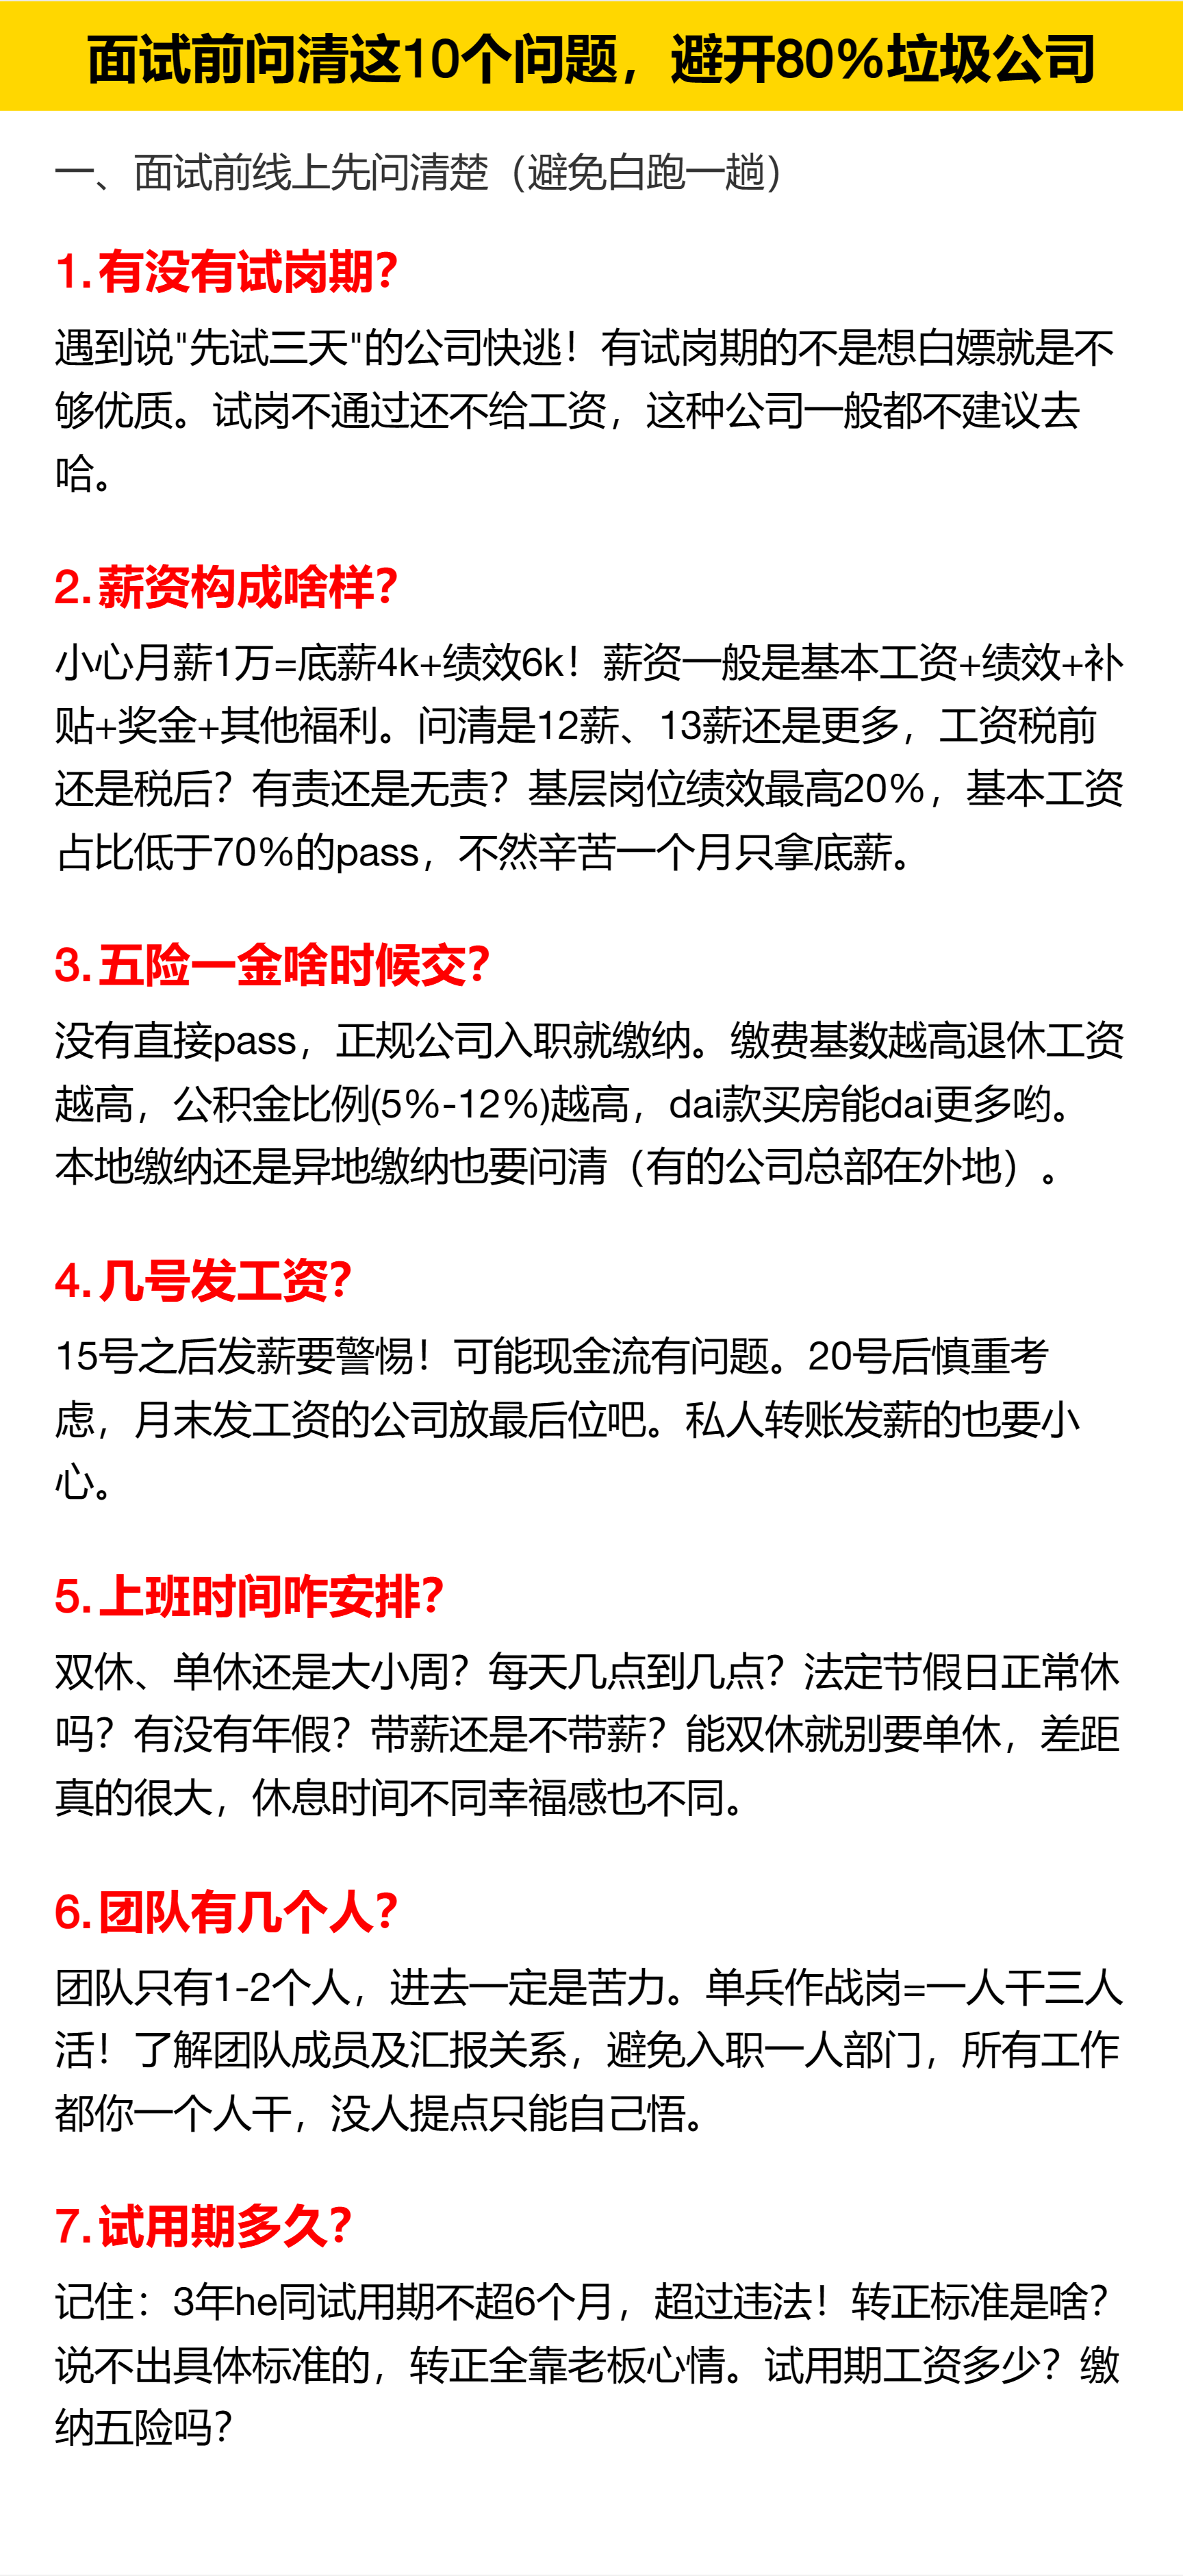 面试前问清这10个问题，避开80%垃圾公司
一、面试前线上先问清楚（避免白跑一趟）
1. 有没有试岗期？
遇到说"先试三天"的公司快逃！有试岗期的不是想白嫖就是不
够优质。试岗不通过还不给工资，这种公司一般都不建议去
哈。
2. 薪资构成啥样？
小心月薪1万=底薪4k+绩效6k！薪资一般是基本工资+绩效+补
贴+奖金+其他福利。问清是12薪、13薪还是更多，工资税前
还是税后？有责还是无责？基层岗位绩效最高20%，基本工资
占比低于70%的pass，不然辛苦一个月只拿底薪。
3. 五险一金啥时候交？
没有直接pass，正规公司入职就缴纳。缴费基数越高退休工资
越高，公积金比例(5%-12%)越高，dai款买房能dai更多哟。
本地缴纳还是异地缴纳也要问清（有的公司总部在外地）。
4. 几号发工资？
15号之后发薪要警惕！可能现金流有问题。20号后慎重考
虑，月末发工资的公司放最后位吧。私人转账发薪的也要小
心。
5. 上班时间咋安排？
双休、单休还是大小周？每天几点到几点？法定节假日正常休
吗？有没有年假？带薪还是不带薪？能双休就别要单休，差距
真的很大，休息时间不同幸福感也不同。
6. 团队有几个人？
团队只有1-2个人，进去一定是苦力。单兵作战岗=一人干三人
活！了解团队成员及汇报关系，避免入职一人部门，所有工作
都你一个人干，没人提点只能自己悟。
7. 试用期多久？
记住：3年he同试用期不超6个月，超过违法！转正标准是啥？
说不出具体标准的，转正全靠老板心情。试用期工资多少？缴
纳五险吗？